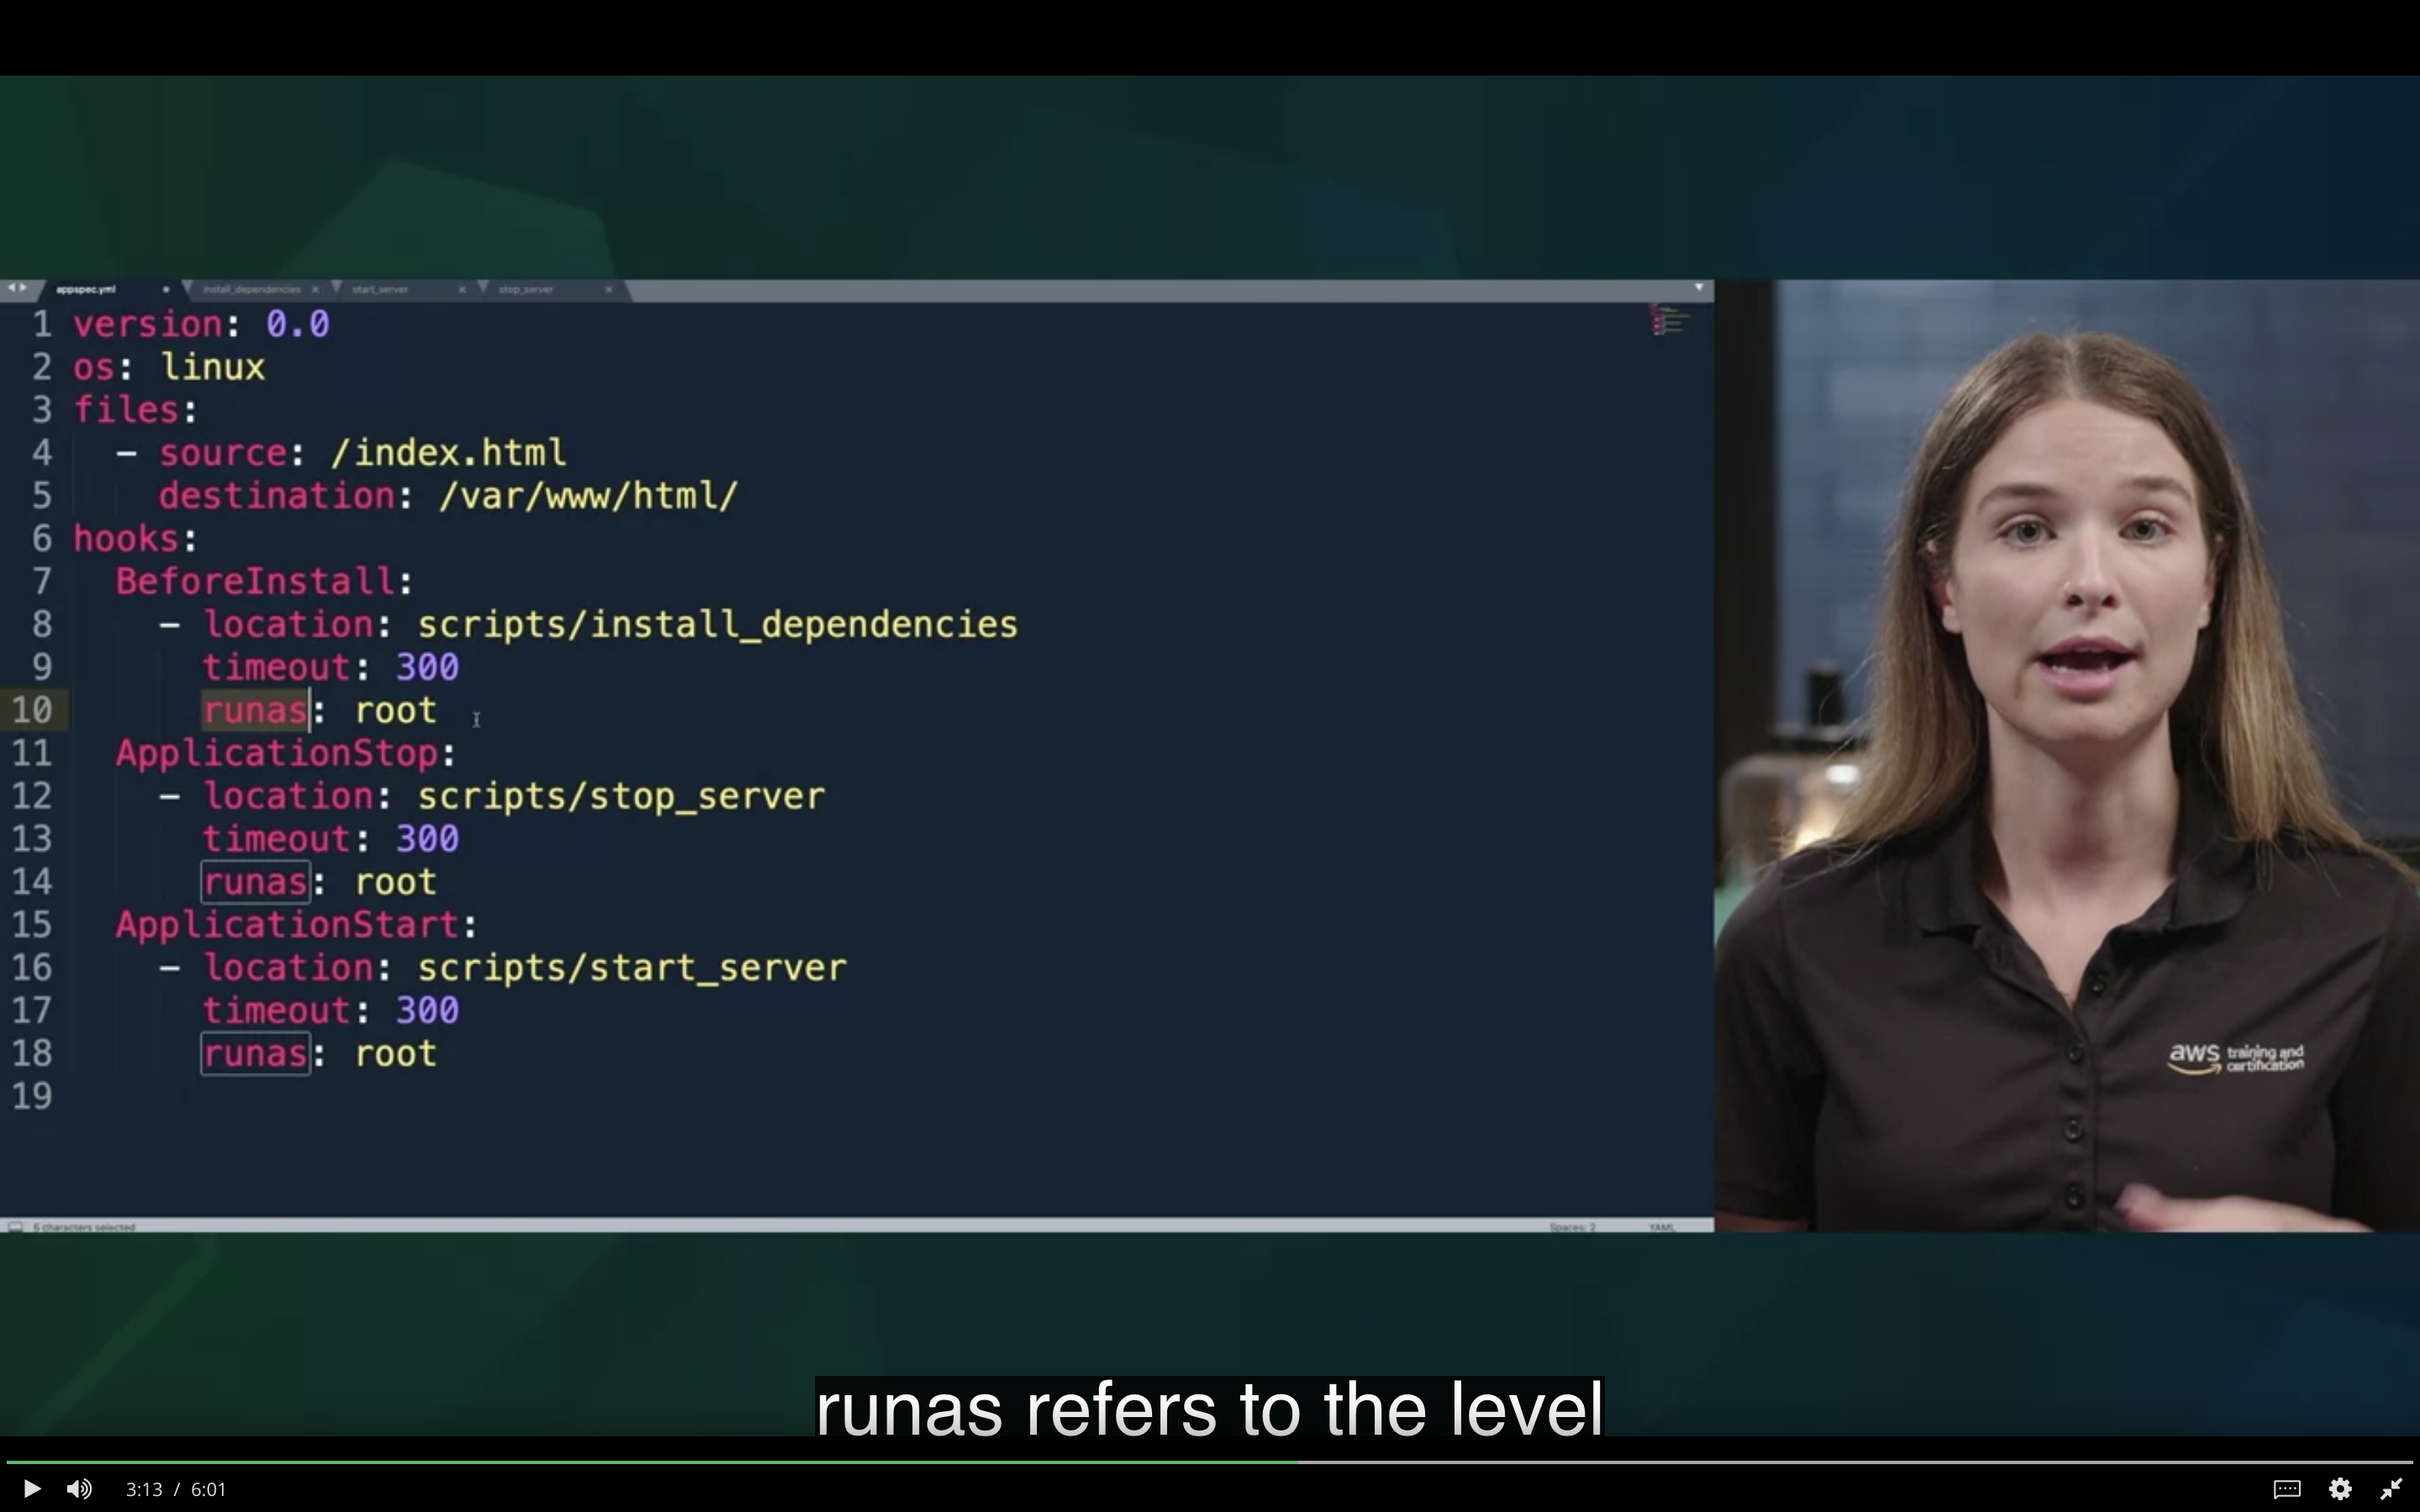 appspec.yml install_dependencies start_server stop_server
1 version: 0.0
2 os: linux
3 files:
4 - source: /index.html
5 destination: /var/www/html/
6 hooks:
7 BeforeInstall:
8 - location: scripts/install_dependencies
9 timeout: 300
10 runas: root
11 ApplicationStop:
12 - location: scripts/stop_server
13 timeout: 300
14 runas: root
15 ApplicationStart:
16 - location: scripts/start_server
17 timeout: 300
18 runas: root
19
aws training and
certification
5 characters selected Spaces: 2 YAML
runas refers to the level
3:13 / 6:01